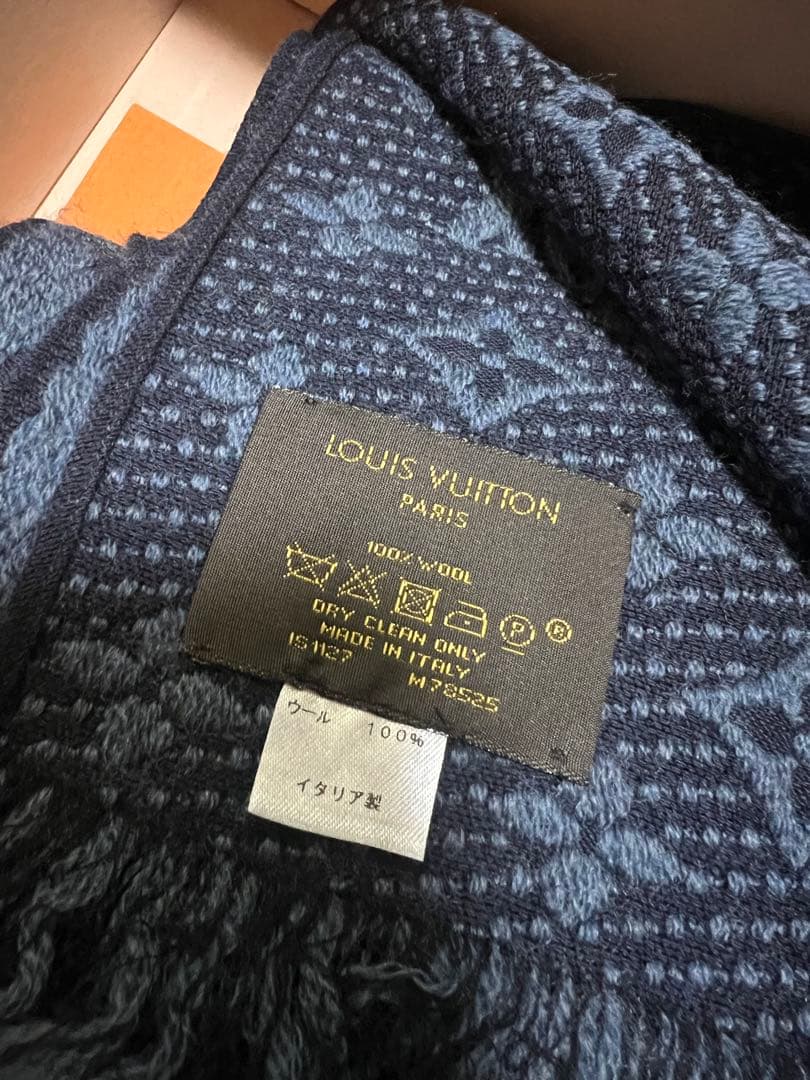 LOUIS VUITTON
PARIS
100% WOOL
P ®
DRY CLEAN ONLY
MADE IN ITALY
IS1127 M78525
ウール 100%
イタリア製